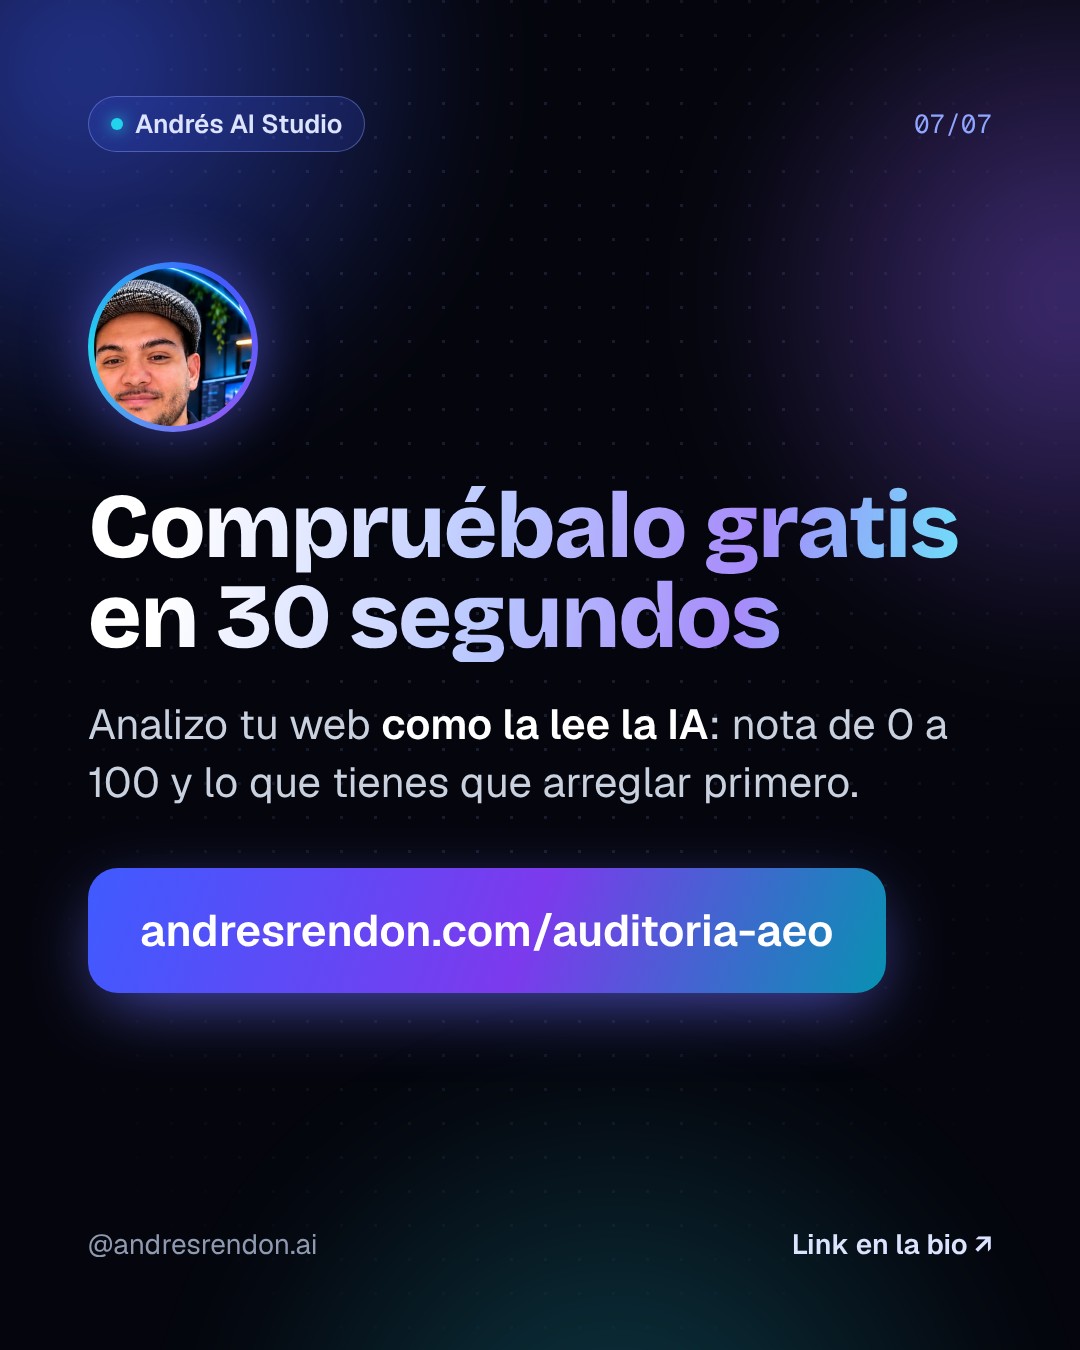 Andrés AI Studio
07/07
Compruébalo gratis
en 30 segundos
Analizo tu web como la lee la IA: nota de 0 a
100 y lo que tienes que arreglar primero.
andresrendon.com/auditoria-aeo
@andresrendon.ai
Link en la bio ↗